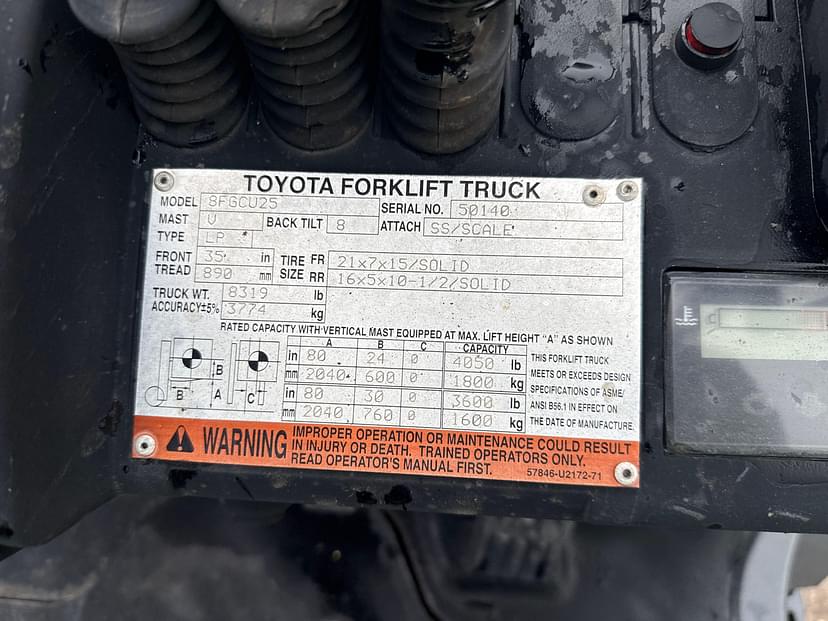 TOYOTA FORKLIFT TRUCK
MODEL 8FGCU25 SERIAL NO. 50140
MAST V BACK TILT 8 ATTACH SS/SCALE
TYPE LP
FRONT TREAD 35 in TIRE SIZE FR 21x7x15/SOLID
890 mm RR 16x5x10-1/2/SOLID
TRUCK WT. 8319 lb
ACCURACY±5% 3774 kg
RATED CAPACITY WITH VERTICAL MAST EQUIPPED AT MAX. LIFT HEIGHT "A" AS SHOWN
A B C CAPACITY
in 80 24 0 4050 lb
mm 2040 600 0 1800 kg
in 80 30 0 3600 lb
mm 2040 760 0 1600 kg
B B A C
THIS FORKLIFT TRUCK
MEETS OR EXCEEDS DESIGN
SPECIFICATIONS OF ASME/
ANSI B56.1 IN EFFECT ON
THE DATE OF MANUFACTURE.
WARNING
IMPROPER OPERATION OR MAINTENANCE COULD RESULT
IN INJURY OR DEATH. TRAINED OPERATORS ONLY.
READ OPERATOR'S MANUAL FIRST.
57846-U2172-71